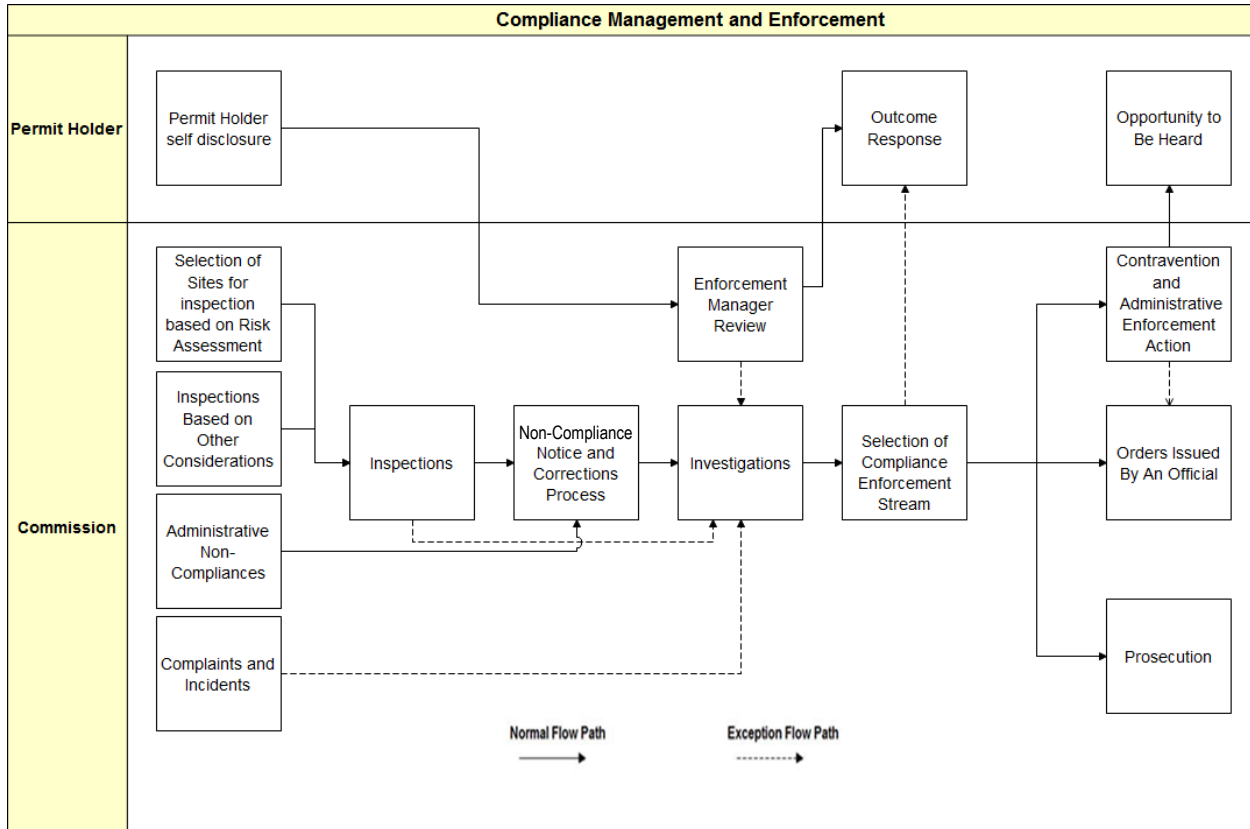 Compliance Management and Enforcement
Permit Holder
Permit Holder
self disclosure
Outcome
Response
Opportunity to
Be Heard
Commission
Selection of
Sites for
inspection
based on Risk
Assessment
Enforcement
Manager
Review
Contravention
and
Administrative
Enforcement
Action
Inspections
Based on
Other
Considerations
Inspections
Non-Compliance
Notice and
Corrections
Process
Investigations
Selection of
Compliance
Enforcement
Stream
Orders Issued
By An Official
Administrative
Non-
Compliances
Complaints and
Incidents
Prosecution
Normal Flow Path
Exception Flow Path